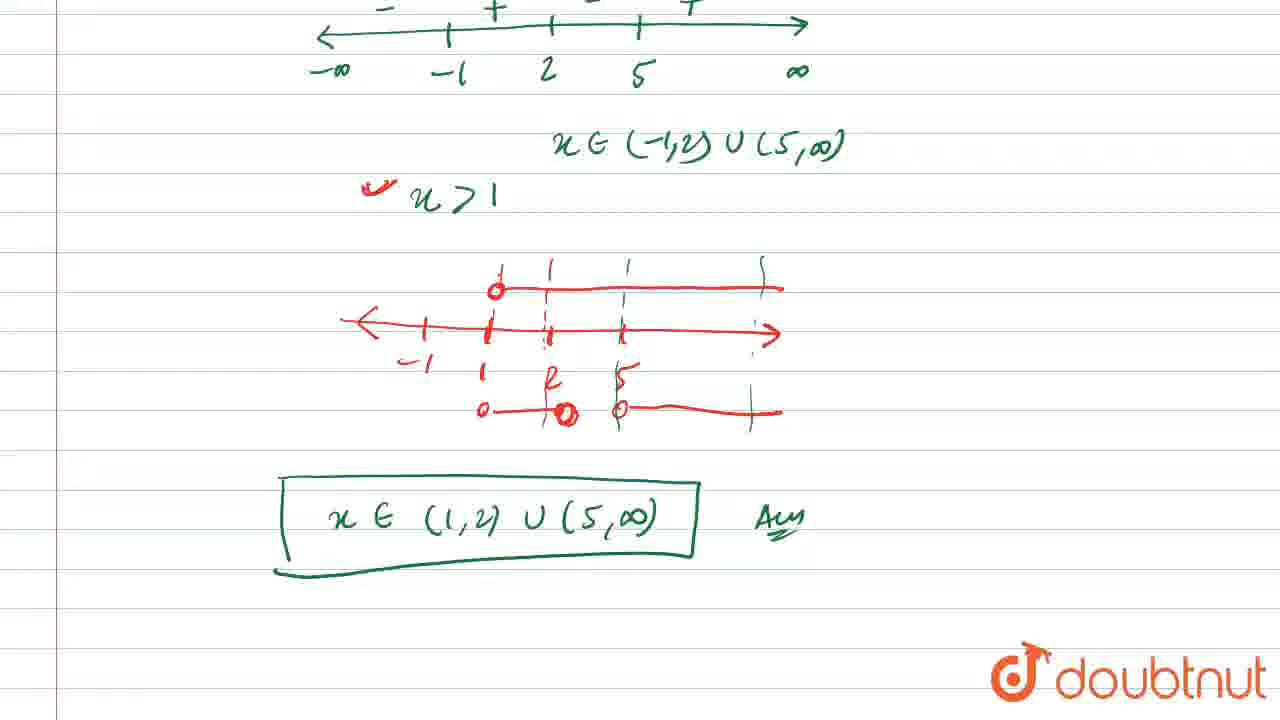 - + - +
-∞ -1 2 5 ∞
x ∈ (-1,2) ∪ (5,∞)
x > 1
-1 1 2 5
x ∈ (1,2) ∪ (5,∞) Ans
doubtnut